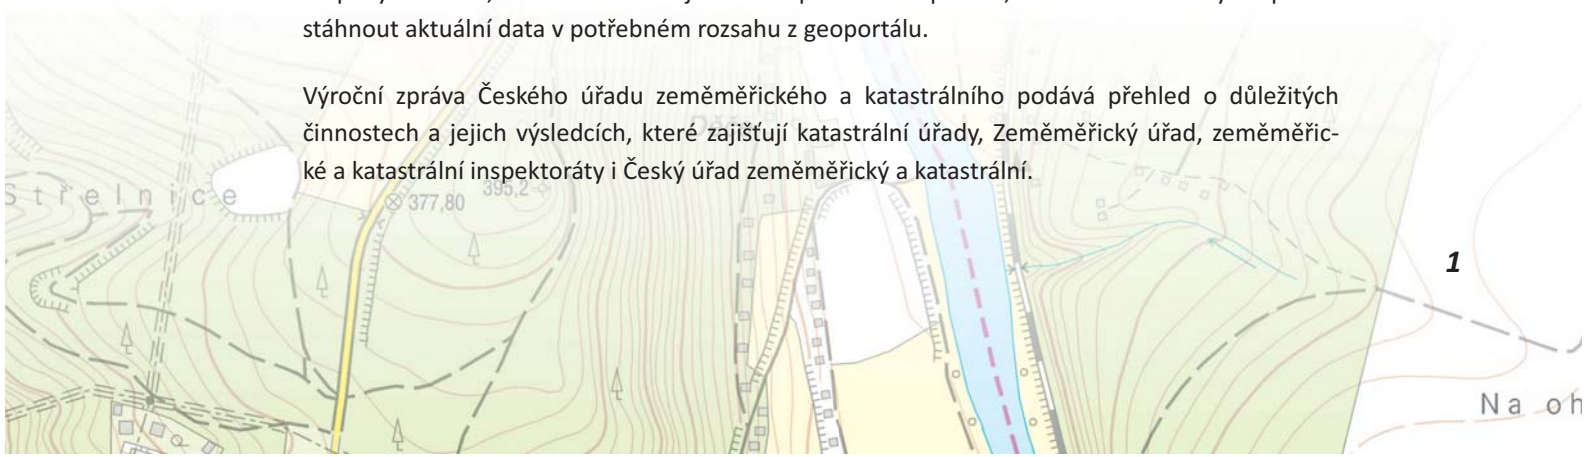 stáhnout aktuální data v potřebném rozsahu z geoportálu.
Výroční zpráva Českého úřadu zeměměřického a katastrálního podává přehled o důležitých
činnostech a jejich výsledcích, které zajišťují katastrální úřady, Zeměměřický úřad, zeměměřic-
ké a katastrální inspektoráty i Český úřad zeměměřický a katastrální.
Střelnice
395,2
377,80
1
Na oh